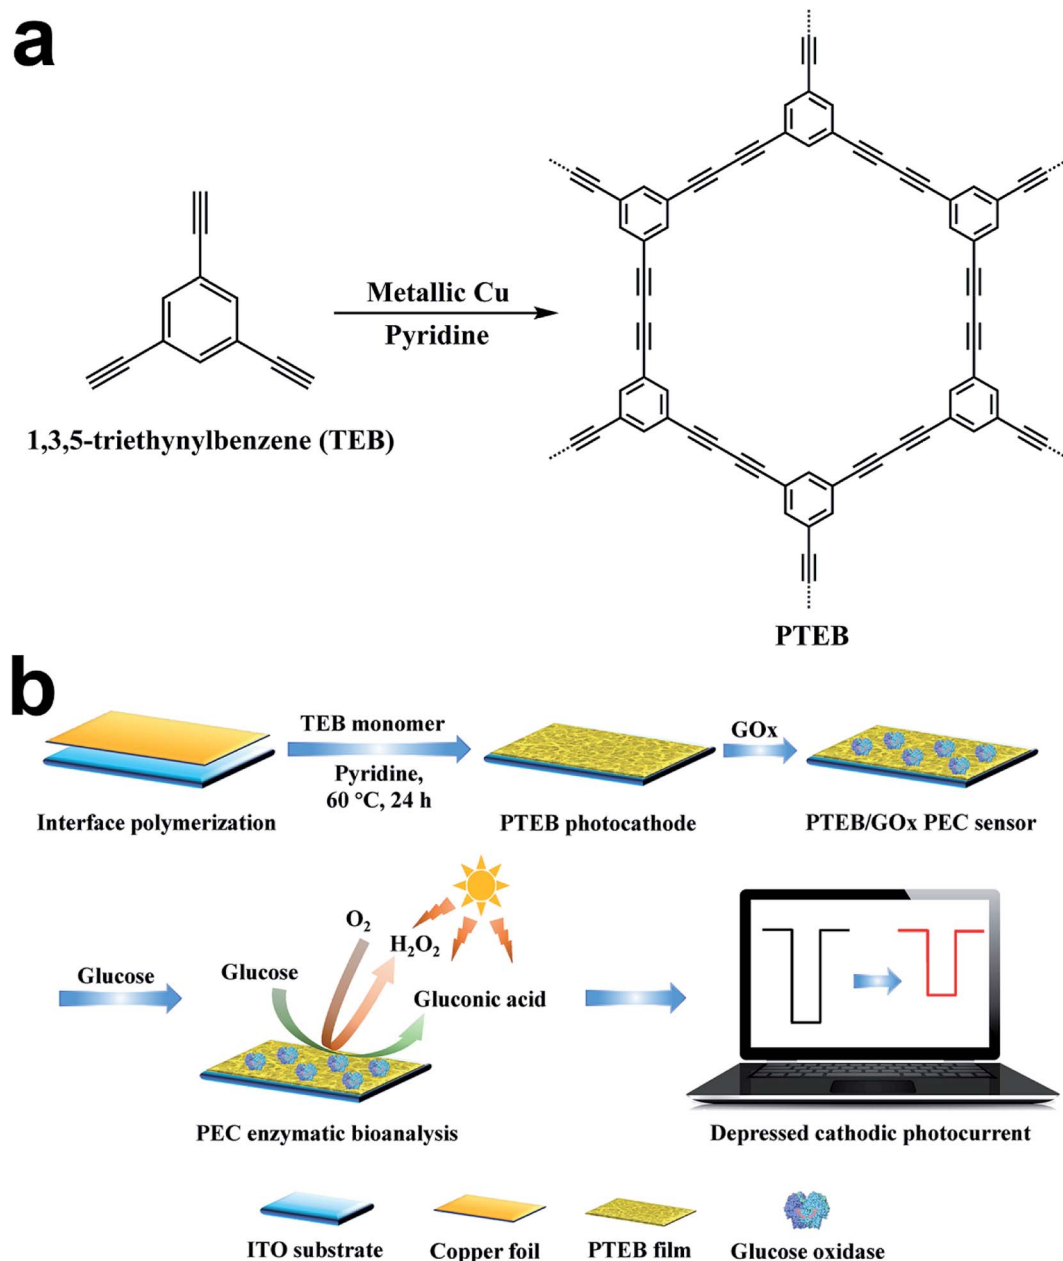 a
Metallic Cu
Pyridine
1,3,5-triethynylbenzene (TEB)
PTEB
b
TEB monomer
Pyridine,
60 °C, 24 h
GOx
Interface polymerization
PTEB photocathode
PTEB/GOx PEC sensor
Glucose
Glucose
O₂
H₂O₂
Gluconic acid
PEC enzymatic bioanalysis
Depressed cathodic photocurrent
ITO substrate
Copper foil
PTEB film
Glucose oxidase